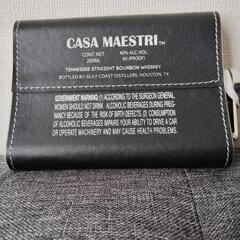 CASA MAESTRI™
CONT. NET 40% ALC. VOL.
200ML 80 (PROOF)
TENNESSEE STRAIGHT BOURBON WHISKEY
BOTTLED BY: GULF COAST DISTILLERS, HOUSTON, TX
GOVERNMENT WARNING: (1) ACCORDING TO THE SURGEON GENERAL,
WOMEN SHOULD NOT DRINK ALCOHOLIC BEVERAGES DURING PREG-
NANCY BECAUSE OF THE RISK OF BIRTH DEFECTS. (2) CONSUMPTION
OF ALCOHOLIC BEVERAGES IMPAIRS YOUR ABILITY TO DRIVE A CAR
OR OPERATE MACHINERY AND MAY CAUSE HEALTH PROBLEMS.